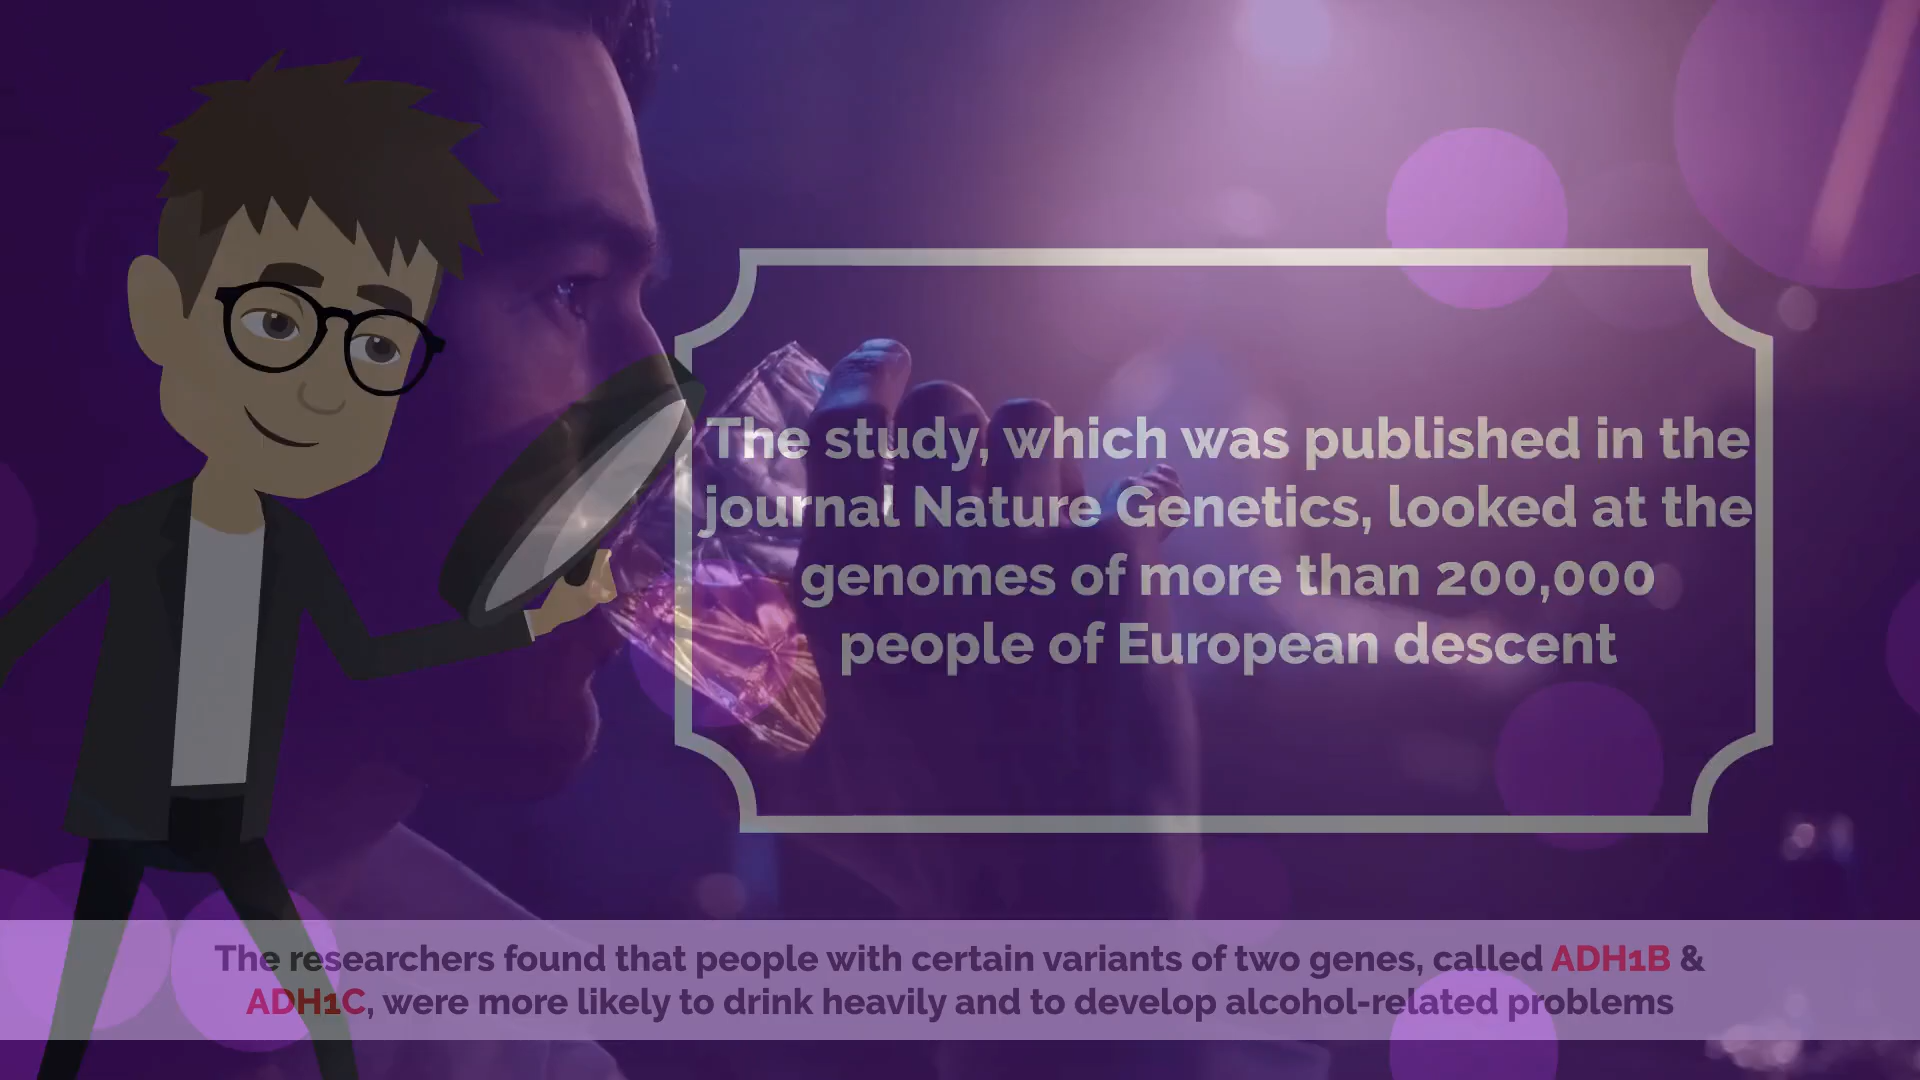 The study, which was published in the
journal Nature Genetics, looked at the
genomes of more than 200,000
people of European descent
The researchers found that people with certain variants of two genes, called ADH1B &
ADH1C, were more likely to drink heavily and to develop alcohol-related problems